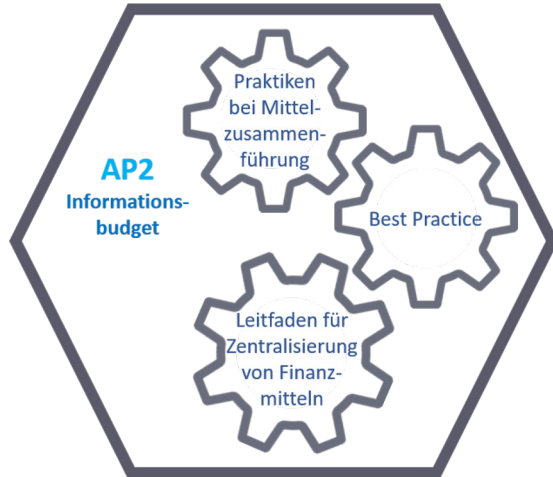 AP2
Informations-
budget
Praktiken
bei Mittel-
zusammen-
führung
Best Practice
Leitfaden für
Zentralisierung
von Finanz-
mitteln